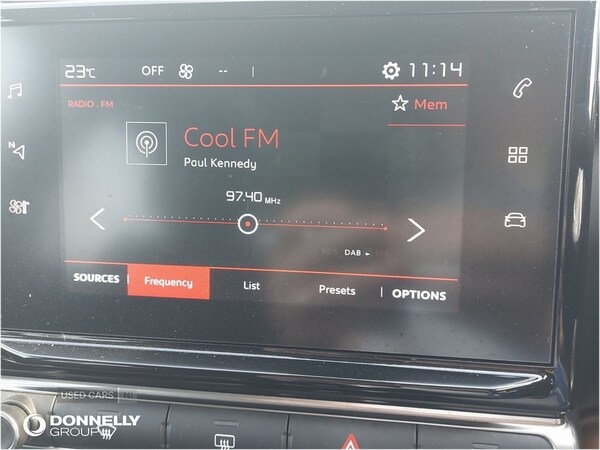 23°C OFF -- 11:14
RADIO . FM
Mem
Cool FM
Paul Kennedy
N
97.40 MHz
DAB
SOURCES Frequency List Presets OPTIONS
USED CARS NI
DONNELLY
GROUP